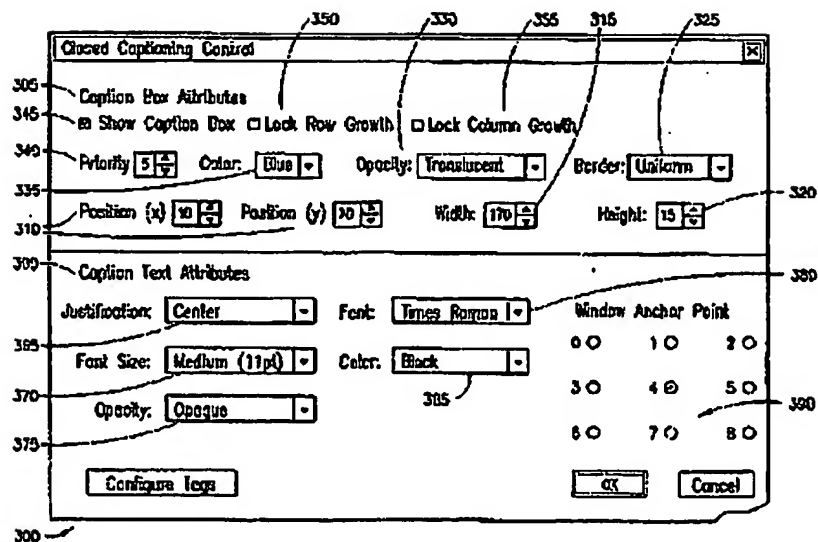 350 330 355 315 325
Closed Captioning Control
305 Caption Box Attributes
345 Show Caption Box Lock Row Growth Lock Column Growth
340 Priority 5 Color: Blue Opacity: Translucent Border: Uniform
335
310 Position (x) 10 Position (y) Width: 170 Height: 15 320
Caption Text Attributes 380
Justification: Center Font: Times Roman Window Anchor Point
365 0 1 2
Font Size: Medium (11pt) Color: Black
370 3 4 5
Opacity: Opaque
375 6 7 8
Configure Tags OK Cancel
300